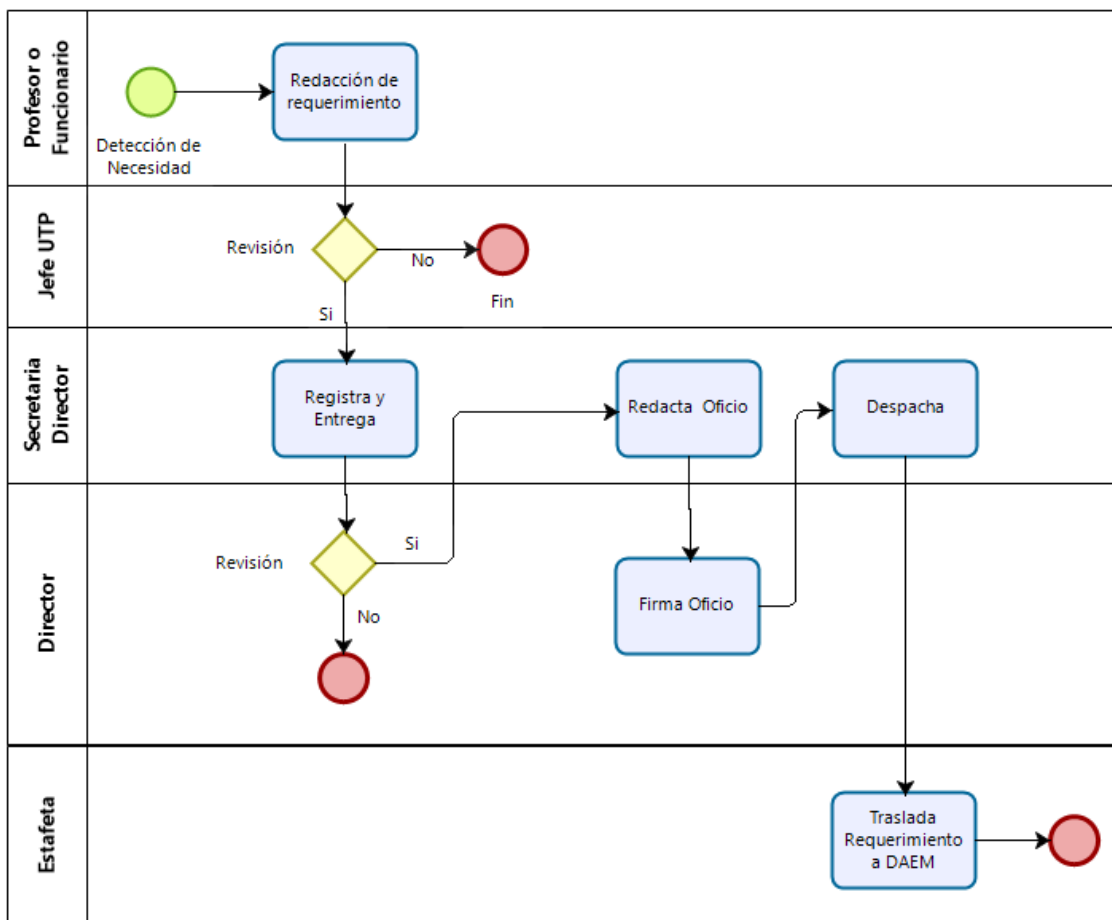 Profesor o
Funcionario
Redacción de
requerimiento
Detección de
Necesidad
Jefe UTP
Revisión
No
Fin
Si
Secretaria
Director
Registra y
Entrega
Redacta Oficio
Despacha
Director
Revisión
Si
No
Firma Oficio
Estafeta
Traslada
Requerimiento
a DAEM